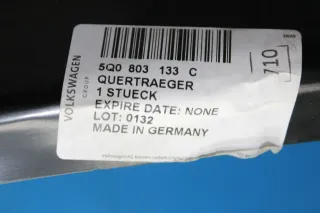 VOLKSWAGEN
GROUP
5Q0 803 133 C
QUERTRAEGER
1 STUECK
EXPIRE DATE: NONE
LOT: 0132
MADE IN GERMANY
710